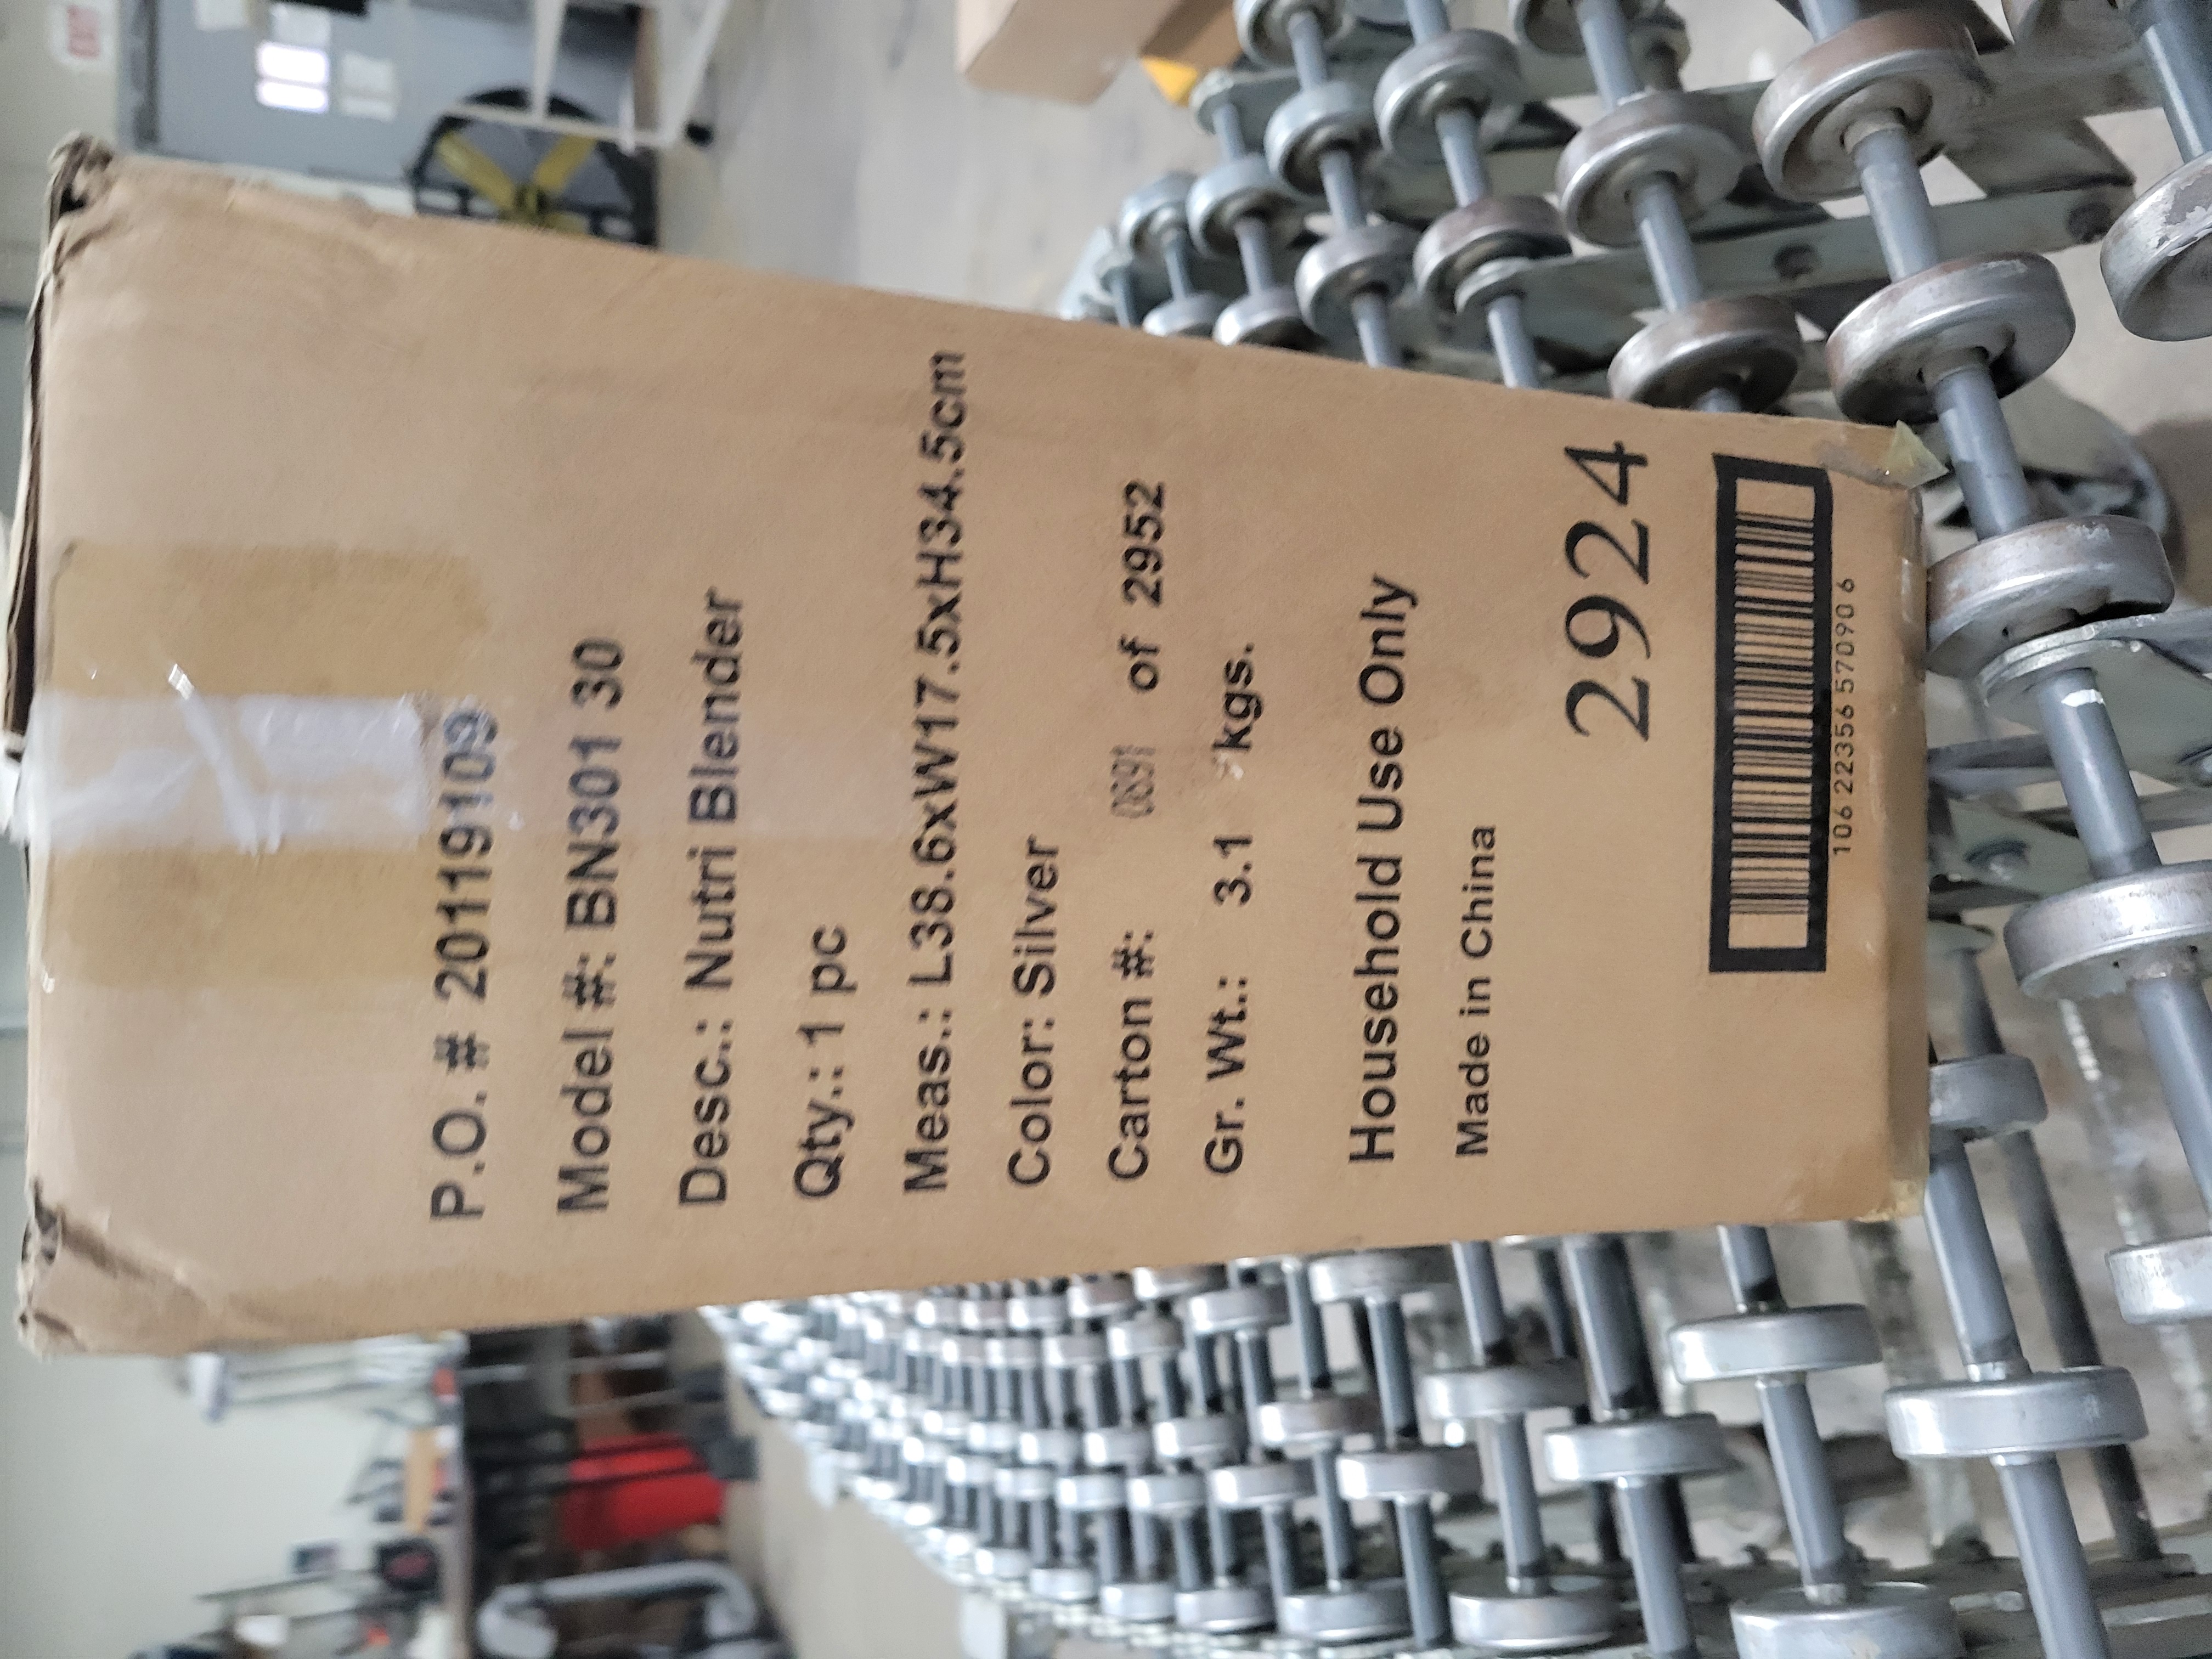 P.O. # 20119109
Model #: BN301 30
Desc.: Nutri Blender
Qty.: 1 pc
Meas.: L38.6xW17.5xH34.5cm
Color: Silver
Carton #: 0691 of 2952
Gr. Wt.: 3.1 kgs.
Household Use Only
Made in China
2924
106 22356 57090 6